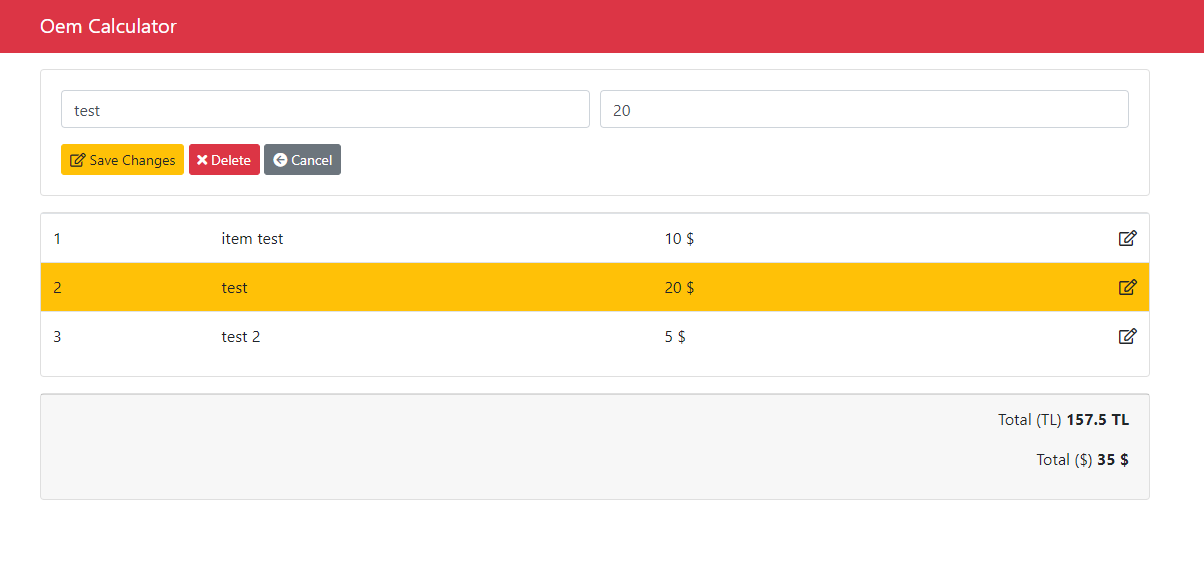 Oem Calculator
test 20
Save Changes Delete Cancel
1 item test 10 $
2 test 20 $
3 test 2 5 $
Total (TL) 157.5 TL
Total ($) 35 $